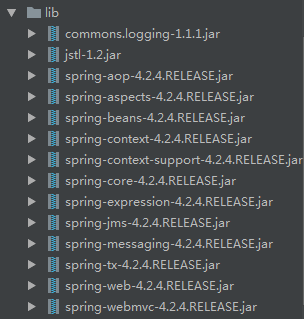 lib
commons.logging-1.1.1.jar
jstl-1.2.jar
spring-aop-4.2.4.RELEASE.jar
spring-aspects-4.2.4.RELEASE.jar
spring-beans-4.2.4.RELEASE.jar
spring-context-4.2.4.RELEASE.jar
spring-context-support-4.2.4.RELEASE.jar
spring-core-4.2.4.RELEASE.jar
spring-expression-4.2.4.RELEASE.jar
spring-jms-4.2.4.RELEASE.jar
spring-messaging-4.2.4.RELEASE.jar
spring-tx-4.2.4.RELEASE.jar
spring-web-4.2.4.RELEASE.jar
spring-webmvc-4.2.4.RELEASE.jar